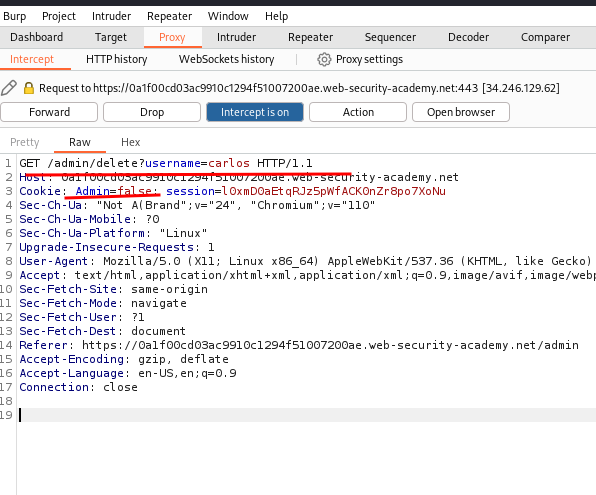 Burp Project Intruder Repeater Window Help
Dashboard Target Proxy Intruder Repeater Sequencer Decoder Comparer
Intercept HTTP history WebSockets history Proxy settings
Request to https://0a1f00cd03ac9910c1294f51007200ae.web-security-academy.net:443 [34.246.129.62]
Forward Drop Intercept is on Action Open browser
Pretty Raw Hex
1 GET /admin/delete?username=carlos HTTP/1.1
2 Host: 0a1f00cd03ac9910c1294f51007200ae.web-security-academy.net
3 Cookie: Admin=false; session=lOxmDOaEtqRJz5pWfACKOnZr8po7XoNu
4 Sec-Ch-Ua: "Not A(Brand";v="24", "Chromium";v="110"
5 Sec-Ch-Ua-Mobile: ?0
6 Sec-Ch-Ua-Platform: "Linux"
7 Upgrade-Insecure-Requests: 1
8 User-Agent: Mozilla/5.0 (X11; Linux x86_64) AppleWebKit/537.36 (KHTML, like Gecko)
9 Accept: text/html,application/xhtml+xml,application/xml;q=0.9,image/avif,image/webp
10 Sec-Fetch-Site: same-origin
11 Sec-Fetch-Mode: navigate
12 Sec-Fetch-User: ?1
13 Sec-Fetch-Dest: document
14 Referer: https://0a1f00cd03ac9910c1294f51007200ae.web-security-academy.net/admin
15 Accept-Encoding: gzip, deflate
16 Accept-Language: en-US,en;q=0.9
17 Connection: close
18
19